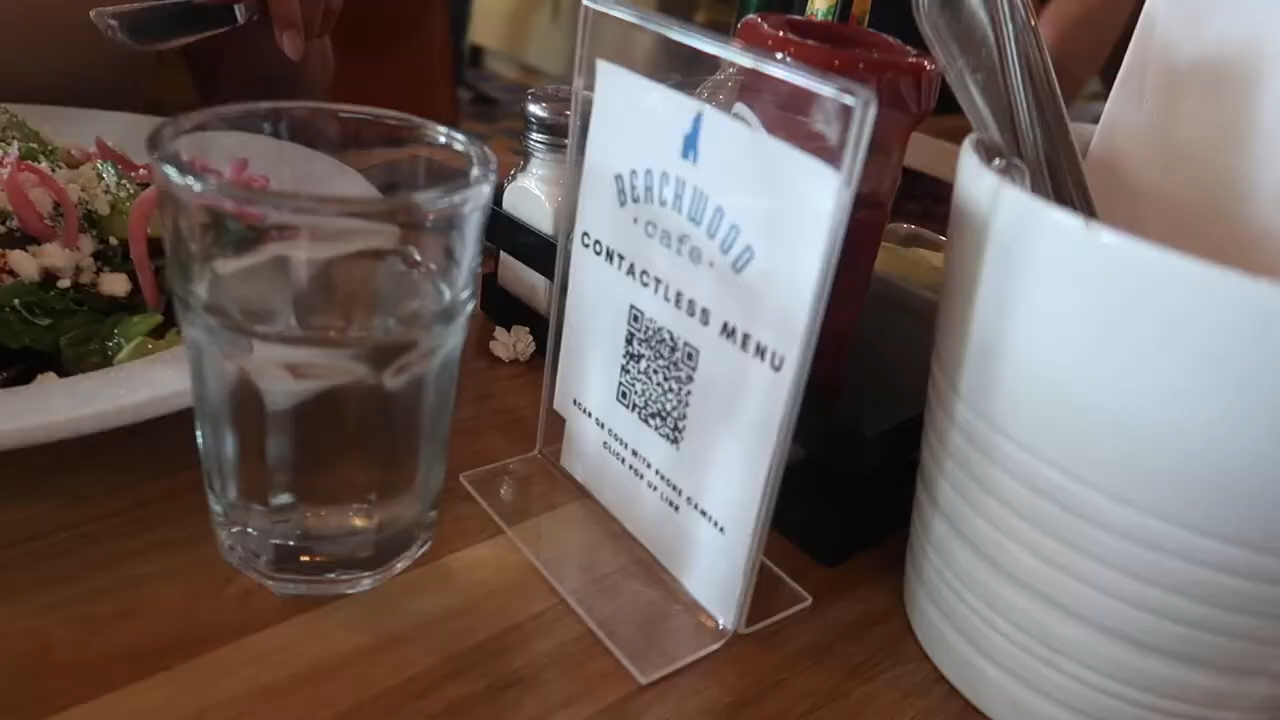 BEACHWOOD
•cafe•
CONTACTLESS MENU
SCAN QR CODE WITH PHONE CAMERA
CLICK POP UP LINK